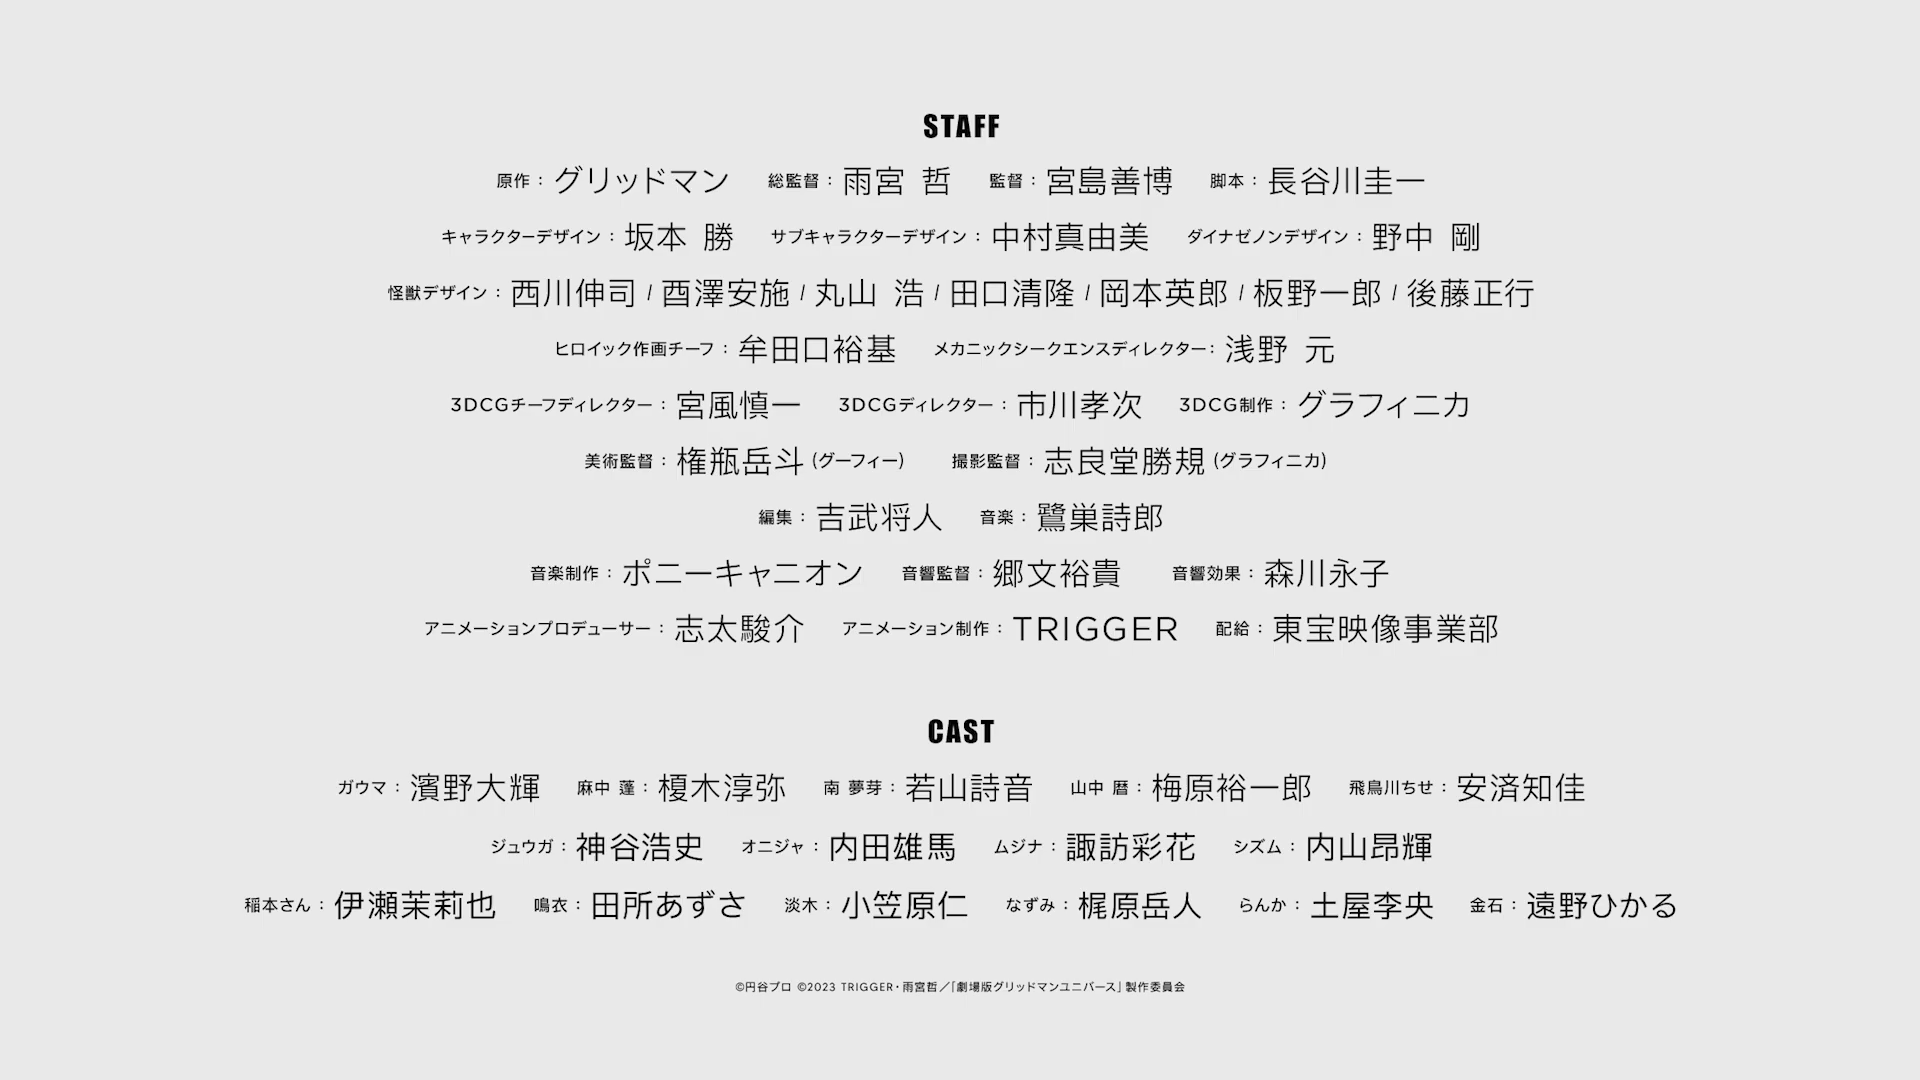 STAFF
原作：グリッドマン 総監督：雨宮 哲 監督：宮島善博 脚本：長谷川圭一
キャラクターデザイン：坂本 勝 サブキャラクターデザイン：中村真由美 ダイナゼノンデザイン：野中 剛
怪獣デザイン：西川伸司 / 酉澤安施 / 丸山 浩 / 田口清隆 / 岡本英郎 / 板野一郎 / 後藤正行
ヒロイック作画チーフ：牟田口裕基 メカニックシークエンスディレクター：浅野 元
3DCGチーフディレクター：宮風慎一 3DCGディレクター：市川孝次 3DCG制作：グラフィニカ
美術監督：権瓶岳斗 (グーフィー) 撮影監督：志良堂勝規 (グラフィニカ)
編集：吉武将人 音楽：鷺巣詩郎
音楽制作：ポニーキャニオン 音響監督：郷文裕貴 音響効果：森川永子
アニメーションプロデューサー：志太駿介 アニメーション制作：TRIGGER 配給：東宝映像事業部
CAST
ガウマ：濱野大輝 麻中 蓬：榎木淳弥 南 夢芽：若山詩音 山中 暦：梅原裕一郎 飛鳥川ちせ：安済知佳
ジュウガ：神谷浩史 オニジャ：内田雄馬 ムジナ：諏訪彩花 シズム：内山昂輝
稲本さん：伊瀬茉莉也 鳴衣：田所あずさ 淡木：小笠原仁 なずみ：梶原岳人 らんか：土屋李央 金石：遠野ひかる
©円谷プロ ©2023 TRIGGER・雨宮哲／「劇場版グリッドマンユニバース」製作委員会